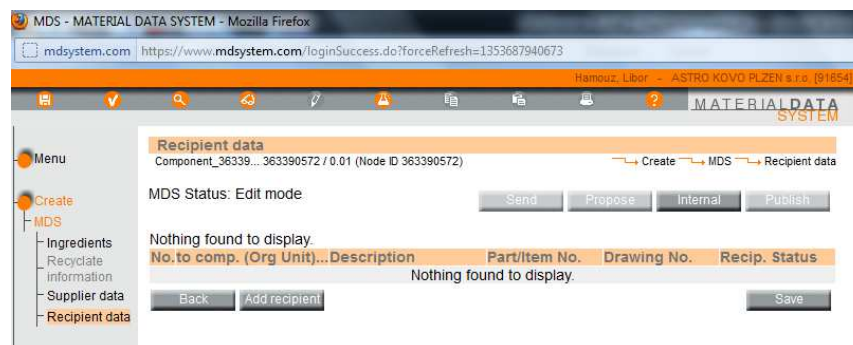 MDS - MATERIAL DATA SYSTEM - Mozilla Firefox
mdsystem.com https://www.mdsystem.com/loginSuccess.do?forceRefresh=1353687940673
Hamouz, Libor - ASTRO KOVO PLZEN s.r.o. [91654]
MATERIALDATA
SYSTEM
Menu
Create
MDS
Ingredients
Recyclate
information
Supplier data
Recipient data
Recipient data
Component_36339... 363390572 / 0.01 (Node ID 363390572)
Create MDS Recipient data
MDS Status: Edit mode
Send Propose Internal Publish
Nothing found to display.
No. to comp. (Org Unit)... Description Part/Item No. Drawing No. Recip. Status
Nothing found to display.
Back Add recipient Save